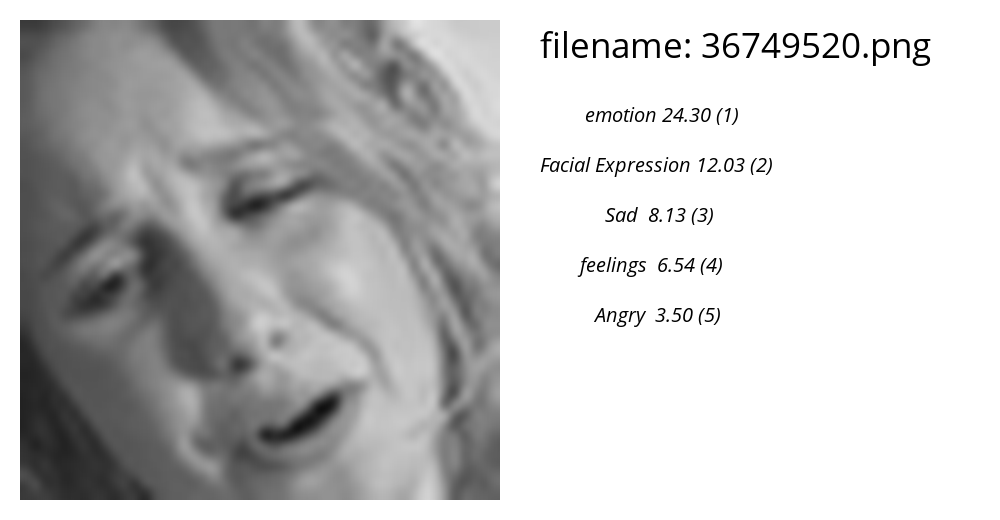 filename: 36749520.png
emotion 24.30 (1)
Facial Expression 12.03 (2)
Sad 8.13 (3)
feelings 6.54 (4)
Angry 3.50 (5)